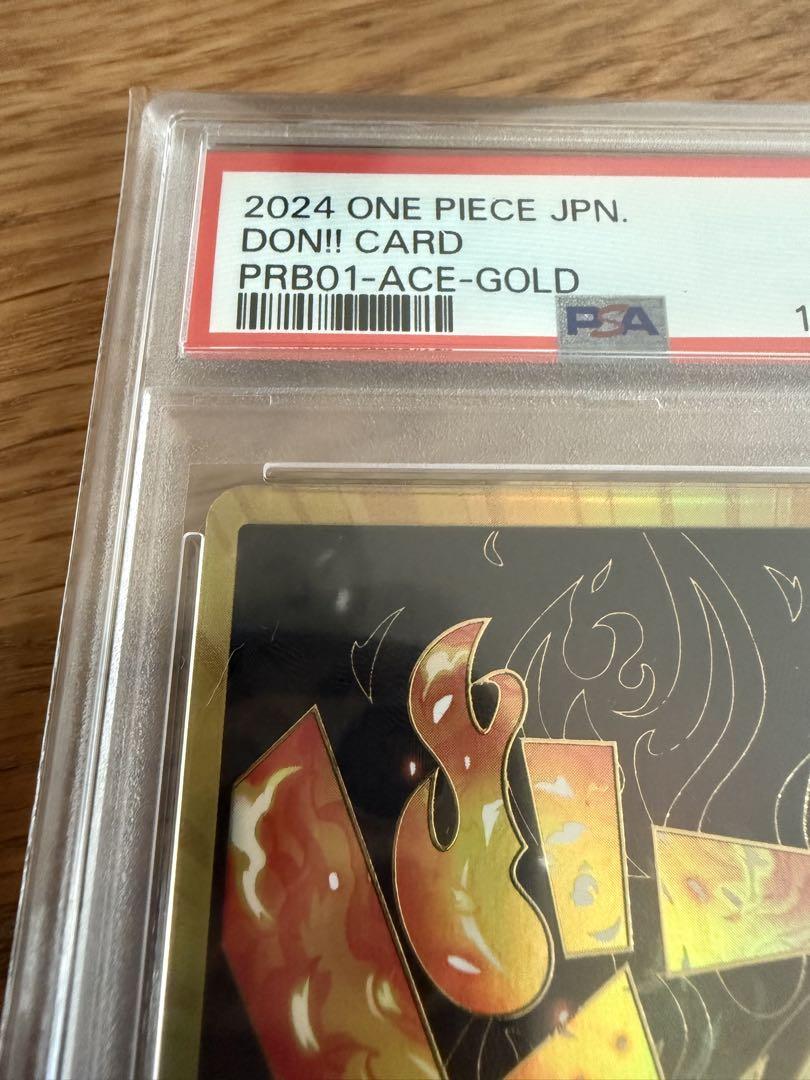 2024 ONE PIECE JPN.
DON!! CARD
PRB01-ACE-GOLD
PSA